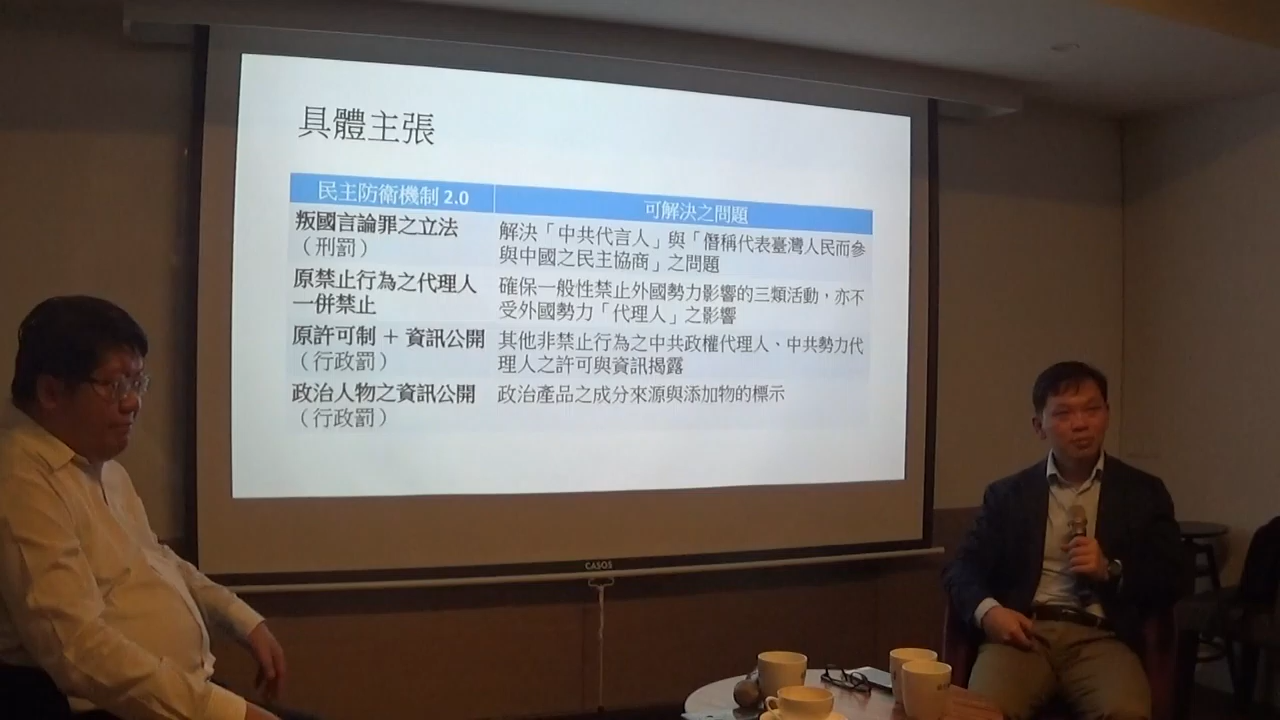 具體主張
民主防衛機制 2.0
可解決之問題
叛國言論罪之立法
（刑罰）
解決「中共代言人」與「僭稱代表臺灣人民而參
與中國之民主協商」之問題
原禁止行為之代理人
一併禁止
確保一般性禁止外國勢力影響的三類活動，亦不
受外國勢力「代理人」之影響
原許可制 ＋ 資訊公開
（行政罰）
其他非禁止行為之中共政權代理人、中共勢力代
理人之許可與資訊揭露
政治人物之資訊公開
（行政罰）
政治產品之成分來源與添加物的標示
CASOS